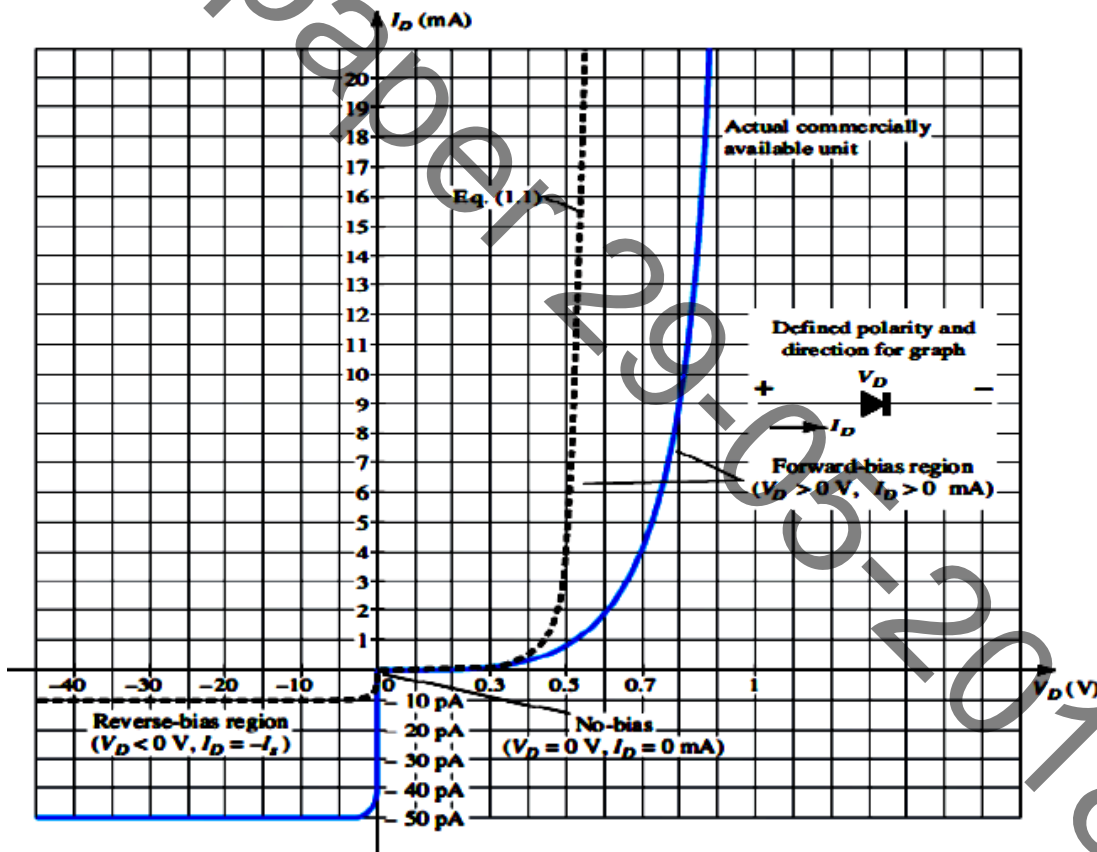 I_D (mA)
20
19
18
17
16
15
14
13
12
11
10
9
8
7
6
5
4
3
2
1
Actual commercially
available unit
Eq. (1.1)
Defined polarity and
direction for graph
V_D
+ −
I_D
Forward-bias region
(V_D > 0 V, I_D > 0 mA)
−40 −30 −20 −10 0 0.3 0.5 0.7 1
V_D (V)
Reverse-bias region
(V_D < 0 V, I_D = −I_s)
No-bias
(V_D = 0 V, I_D = 0 mA)
− 10 pA
− 20 pA
− 30 pA
− 40 pA
− 50 pA
paper 29-05-201